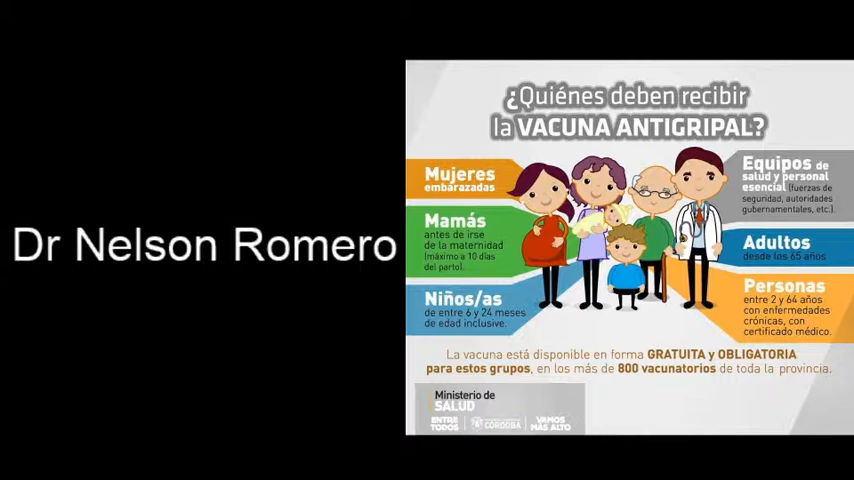 Dr Nelson Romero
¿Quiénes deben recibir
la VACUNA ANTIGRIPAL?
Mujeres
embarazadas
Mamás
antes de irse
de la maternidad
(máximo a 10 días
del parto).
Niños/as
de entre 6 y 24 meses
de edad inclusive.
Equipos de
salud y personal
esencial (fuerzas de
seguridad, autoridades
gubernamentales, etc.).
Adultos
desde los 65 años
Personas
entre 2 y 64 años
con enfermedades
crónicas, con
certificado médico.
La vacuna está disponible en forma GRATUITA y OBLIGATORIA
para estos grupos, en los más de 800 vacunatorios de toda la provincia.
Ministerio de
SALUD
ENTRE
TODOS
CÓRDOBA
VAMOS
MÁS ALTO